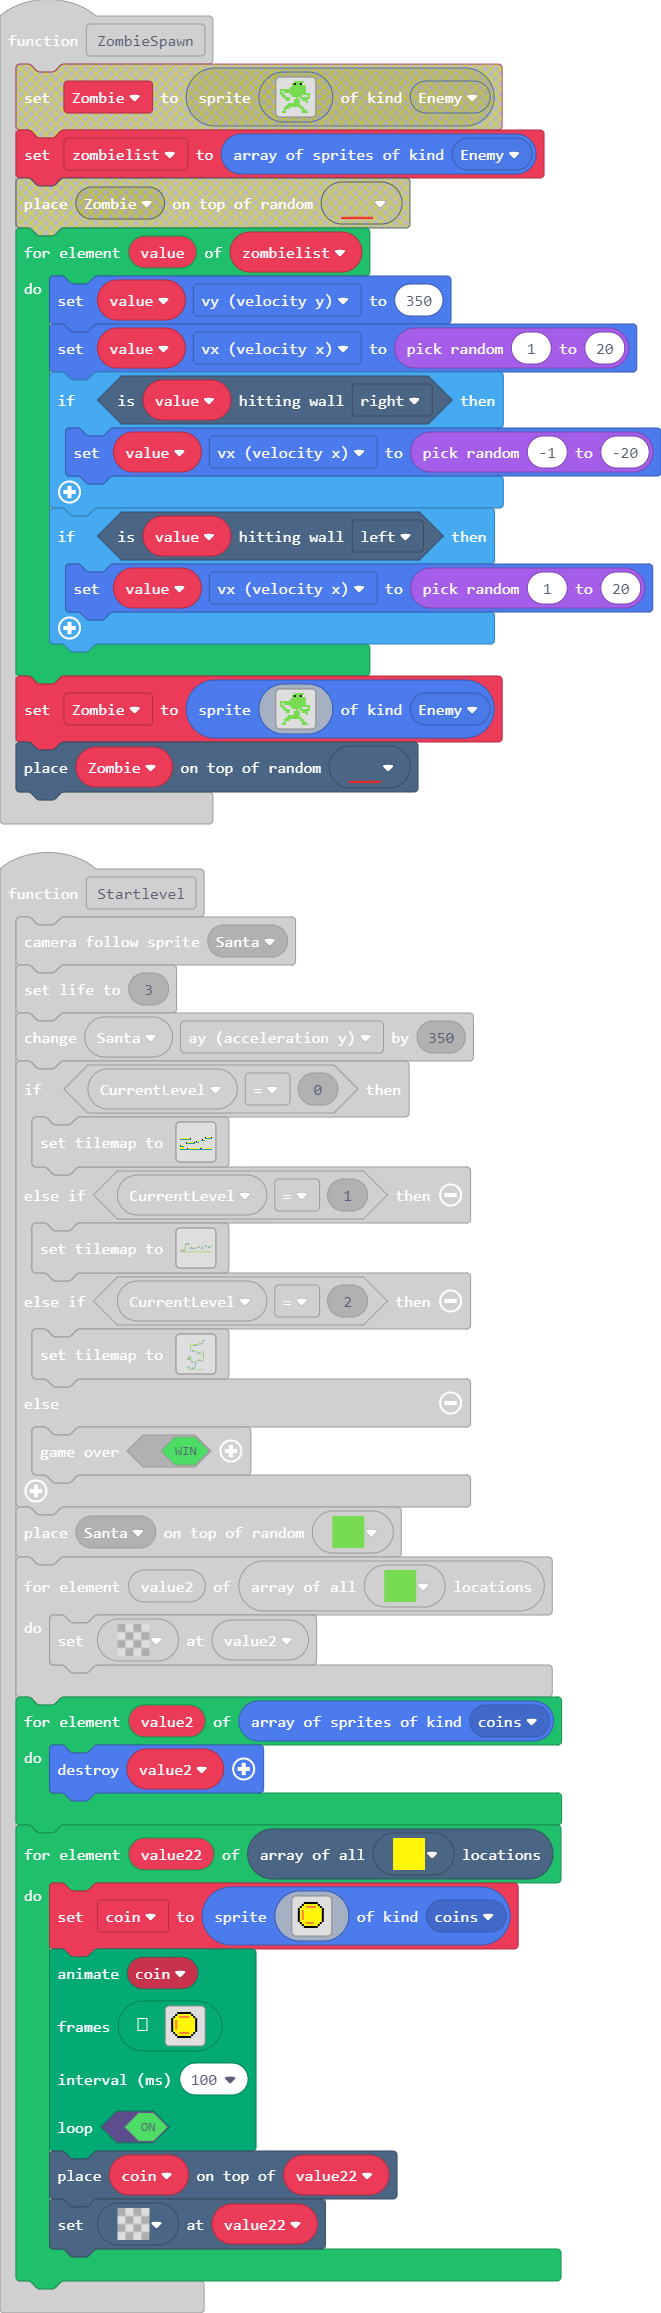 function ZombieSpawn
set Zombie to sprite of kind Enemy
set zombielist to array of sprites of kind Enemy
place Zombie on top of random
for element value of zombielist
do
set value vy (velocity y) to 350
set value vx (velocity x) to pick random 1 to 20
if is value hitting wall right then
set value vx (velocity x) to pick random -1 to -20
if is value hitting wall left then
set value vx (velocity x) to pick random 1 to 20
set Zombie to sprite of kind Enemy
place Zombie on top of random
function Startlevel
camera follow sprite Santa
set life to 3
change Santa ay (acceleration y) by 350
if CurrentLevel = 0 then
set tilemap to
else if CurrentLevel = 1 then
set tilemap to
else if CurrentLevel = 2 then
set tilemap to
else
game over WIN
place Santa on top of random
for element value2 of array of all locations
do
set at value2
for element value2 of array of sprites of kind coins
do
destroy value2
for element value22 of array of all locations
do
set coin to sprite of kind coins
animate coin
frames
interval (ms) 100
loop ON
place coin on top of value22
set at value22